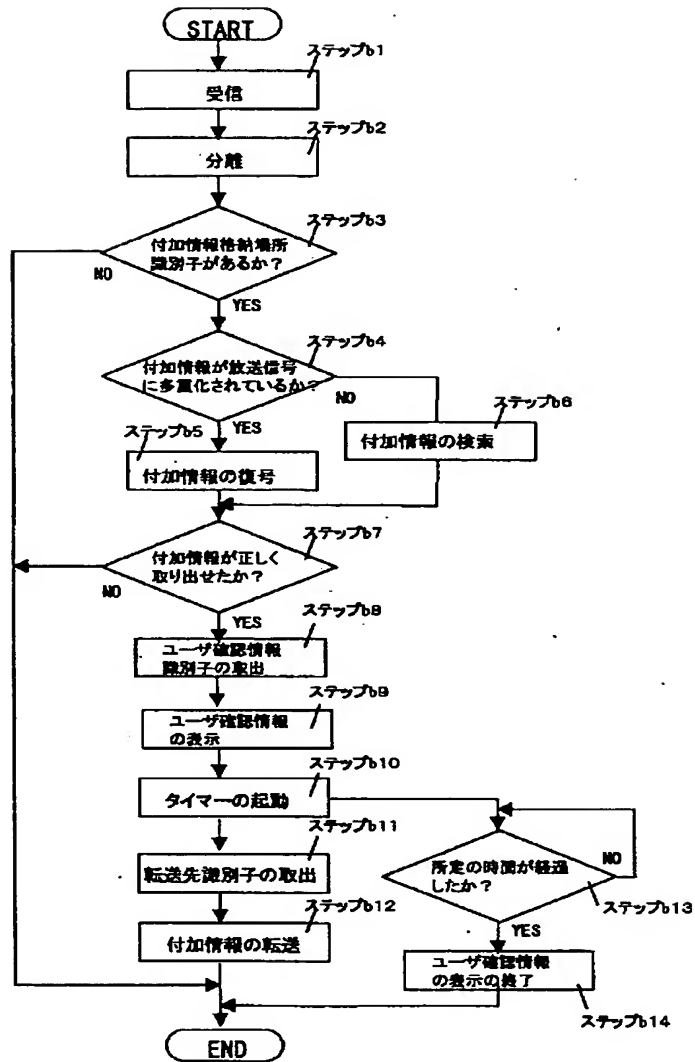 START
ステップb1
受信
ステップb2
分離
ステップb3
付加情報格納場所
識別子があるか?
NO
YES
ステップb4
付加情報が放送信号
に多重化されているか?
NO
ステップb6
ステップb5
YES
付加情報の検索
付加情報の復号
ステップb7
付加情報が正しく
取り出せたか?
NO
YES
ステップb8
ユーザ確認情報
識別子の取出
ステップb9
ユーザ確認情報
の表示
ステップb10
タイマーの起動
ステップb11
転送先識別子の取出
所定の時間が経過
したか?
NO
ステップb12
ステップb13
付加情報の転送
YES
ユーザ確認情報
の表示の終了
ステップb14
END